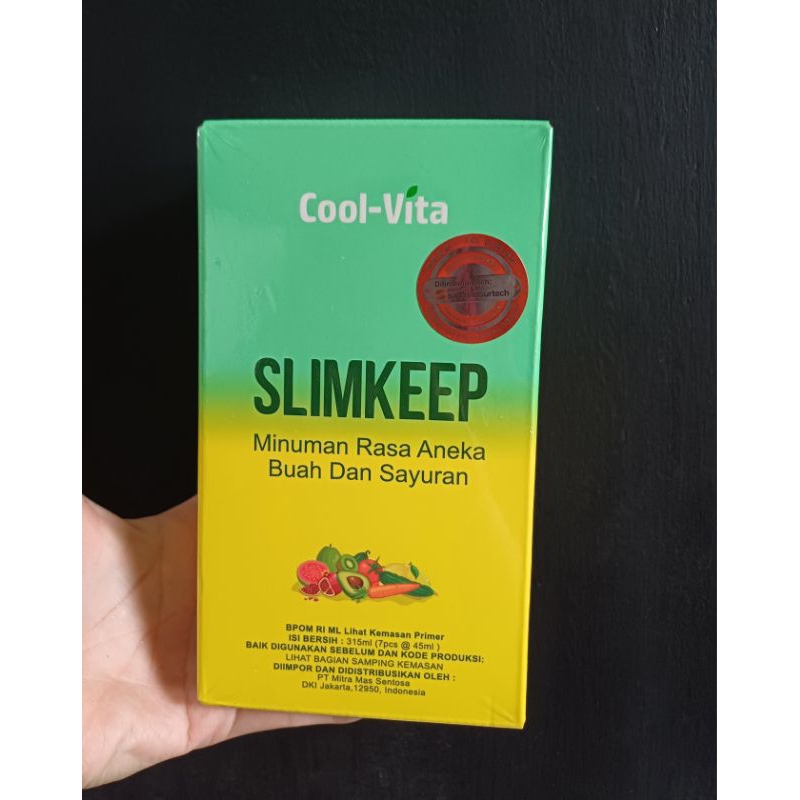 Cool-Vita
SLIMKEEP
Minuman Rasa Aneka
Buah Dan Sayuran
BPOM RI ML Lihat Kemasan Primer
ISI BERSIH : 315ml (7pcs @ 45ml )
BAIK DIGUNAKAN SEBELUM DAN KODE PRODUKSI:
LIHAT BAGIAN SAMPING KEMASAN
DIIMPOR DAN DIDISTRIBUSIKAN OLEH :
PT Mitra Mas Sentosa
DKI Jakarta,12950, Indonesia